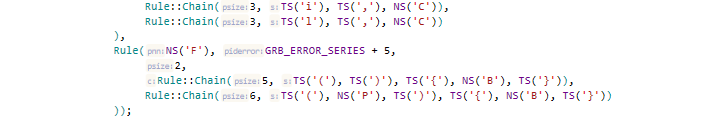 Rule::Chain( psize: 3, s: TS('i'), TS(','), NS('C')),
Rule::Chain( psize: 3, s: TS('l'), TS(','), NS('C'))
),
Rule( pnn: NS('F'), piderror: GRB_ERROR_SERIES + 5,
psize: 2,
c: Rule::Chain( psize: 5, s: TS('('), TS(')'), TS('{'), NS('B'), TS('}')),
Rule::Chain( psize: 6, s: TS('('), NS('P'), TS(')'), TS('{'), NS('B'), TS('}'))
));